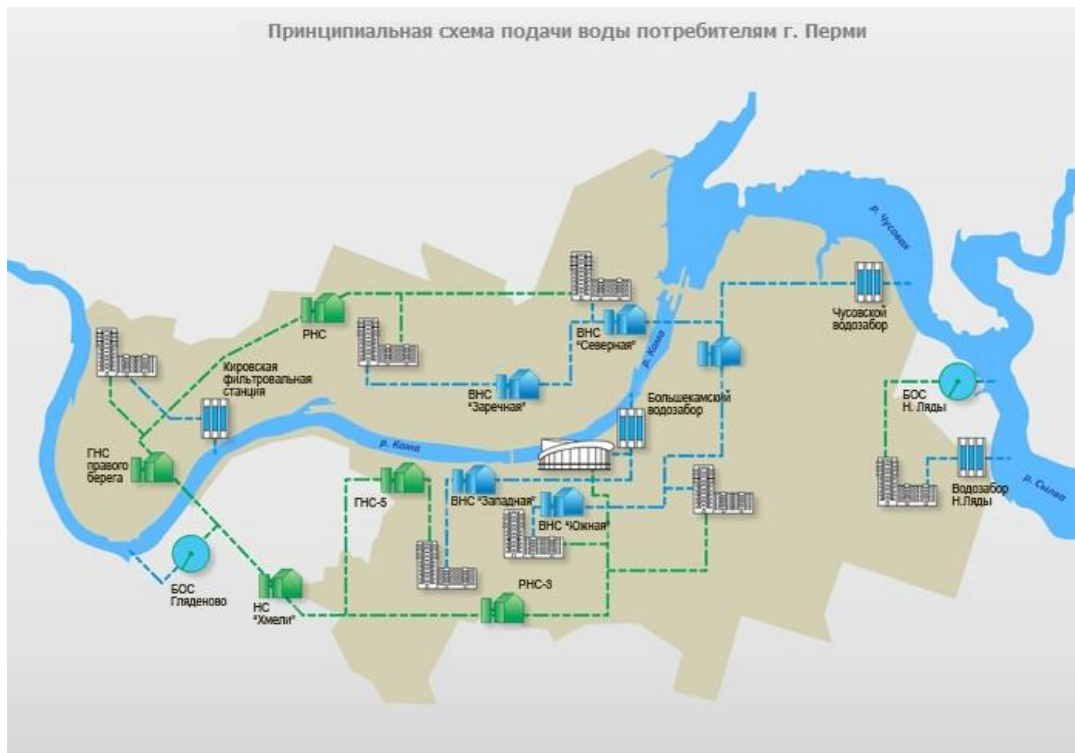 Принципиальная схема подачи воды потребителям г. Перми
р. Чусовая
Чусовской
водозабор
РНС
ВНС
"Северная"
р. Кама
Кировская
фильтровальная
станция
ВНС
"Заречная"
Большекамский
водозабор
БОС
Н. Ляды
р. Кама
ГНС
правого
берега
ГНС-5
ВНС "Западная"
ВНС "Южная"
Водозабор
Н.Ляды
р. Сылва
БОС
Гляденово
НС
"Хмели"
РНС-3